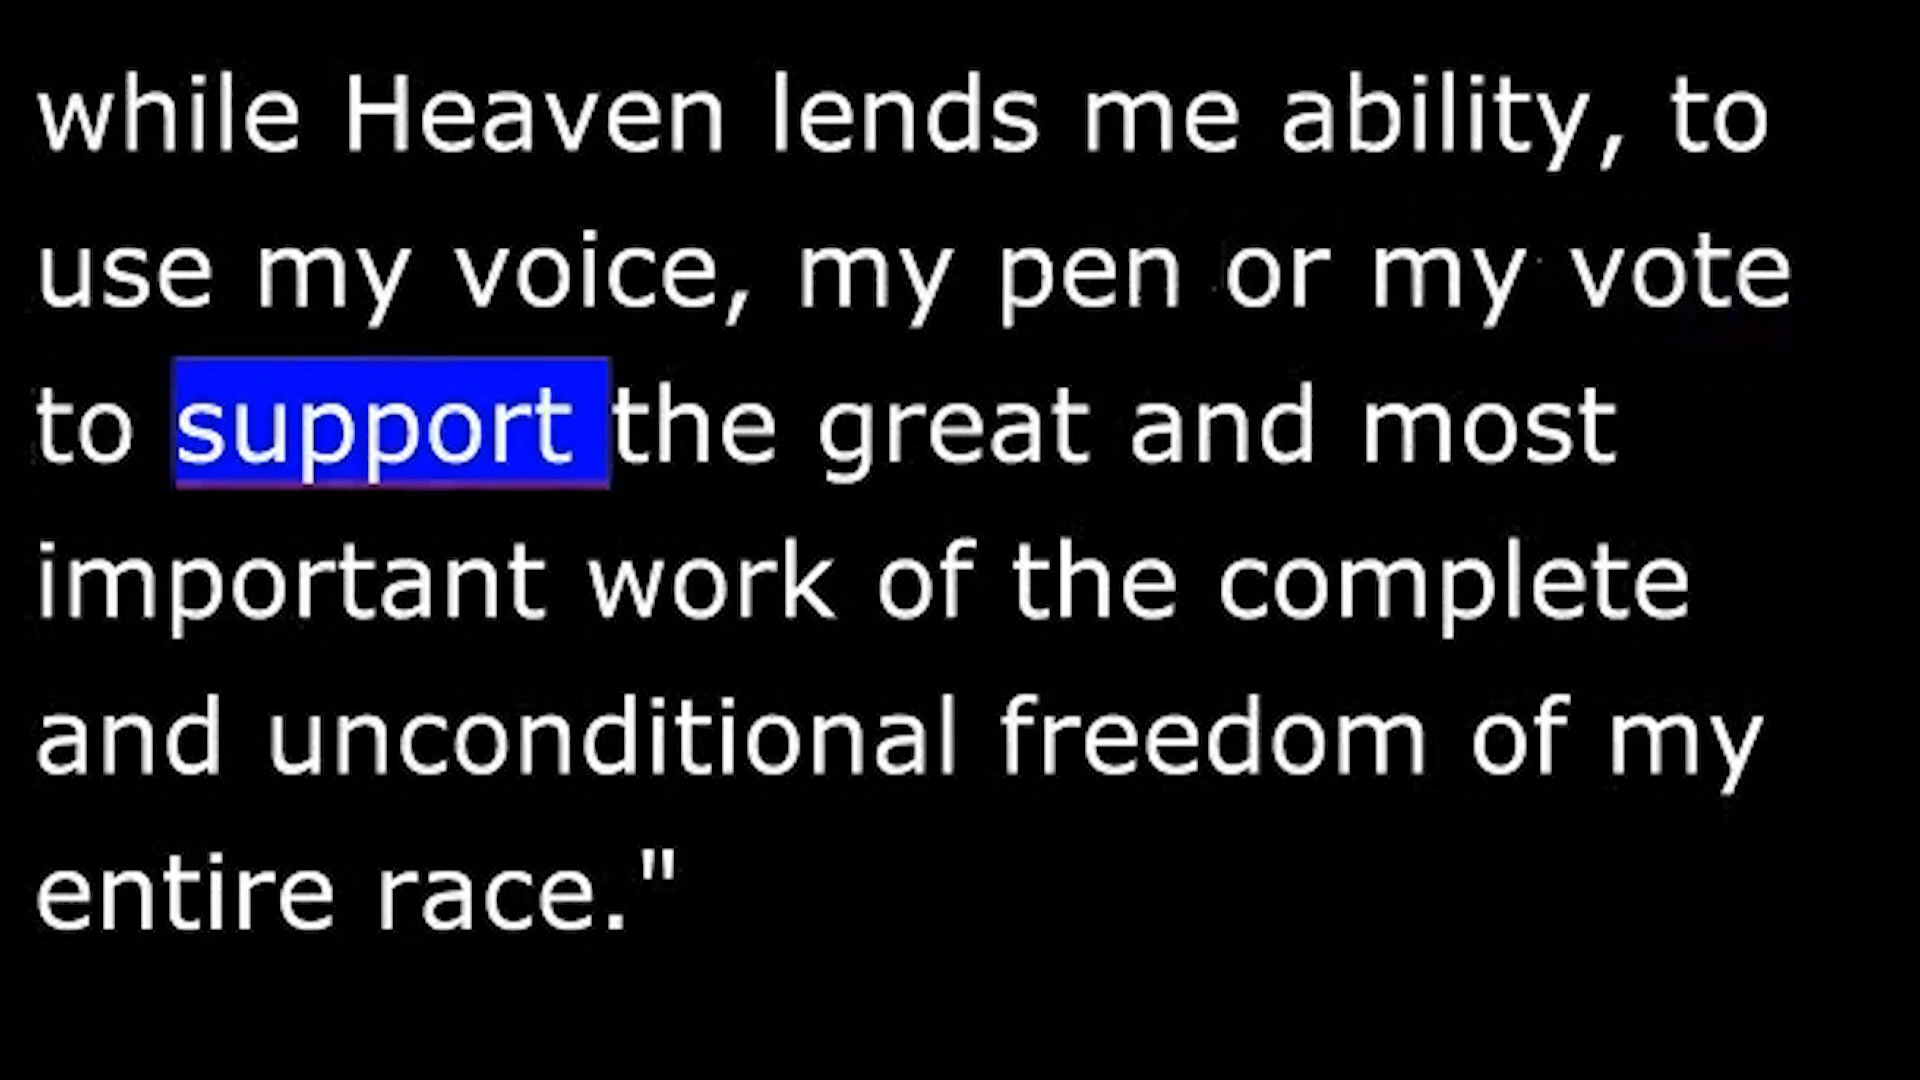 while Heaven lends me ability, to
use my voice, my pen or my vote
to support the great and most
important work of the complete
and unconditional freedom of my
entire race."